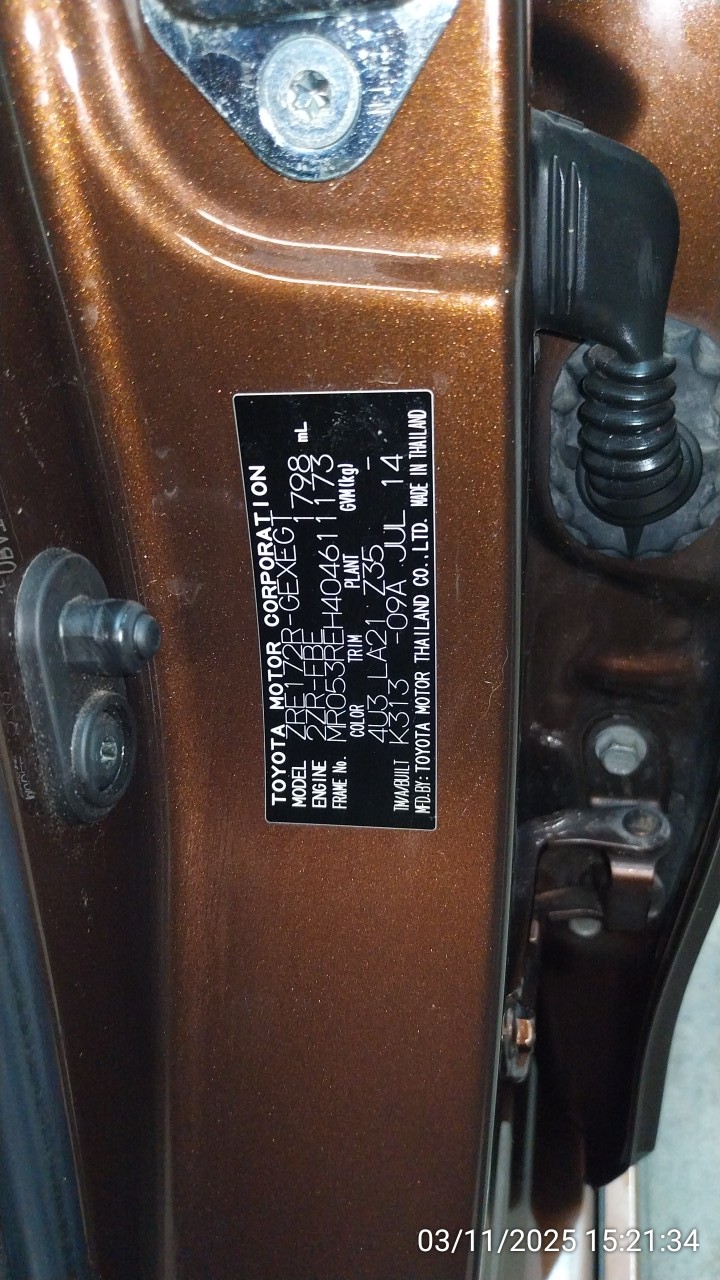 TOYOTA MOTOR CORPORATION
MODEL ZRE172R-GEXEGT 1798 mL
ENGINE 2ZR-FBE
FRAME No. MR053REH404611173
COLOR TRIM PLANT GVM(kg)
4U3 LA21 Z35 -
T/A/BUILT K313 -09A JUL 14
MFD.BY: TOYOTA MOTOR THAILAND CO.,LTD. MADE IN THAILAND
03/11/2025 15:21:34